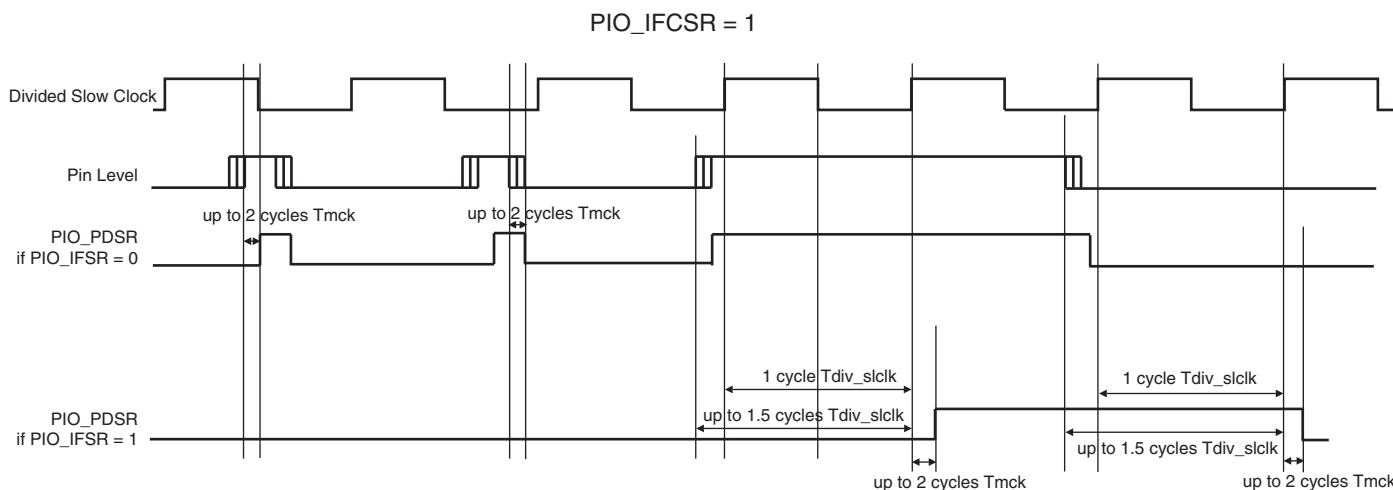 PIO_IFCSR = 1
Divided Slow Clock
Pin Level
up to 2 cycles Tmck
up to 2 cycles Tmck
PIO_PDSR
if PIO_IFSR = 0
1 cycle Tdiv_slclk
1 cycle Tdiv_slclk
PIO_PDSR
if PIO_IFSR = 1
up to 1.5 cycles Tdiv_slclk
up to 1.5 cycles Tdiv_slclk
up to 2 cycles Tmck
up to 2 cycles Tmck